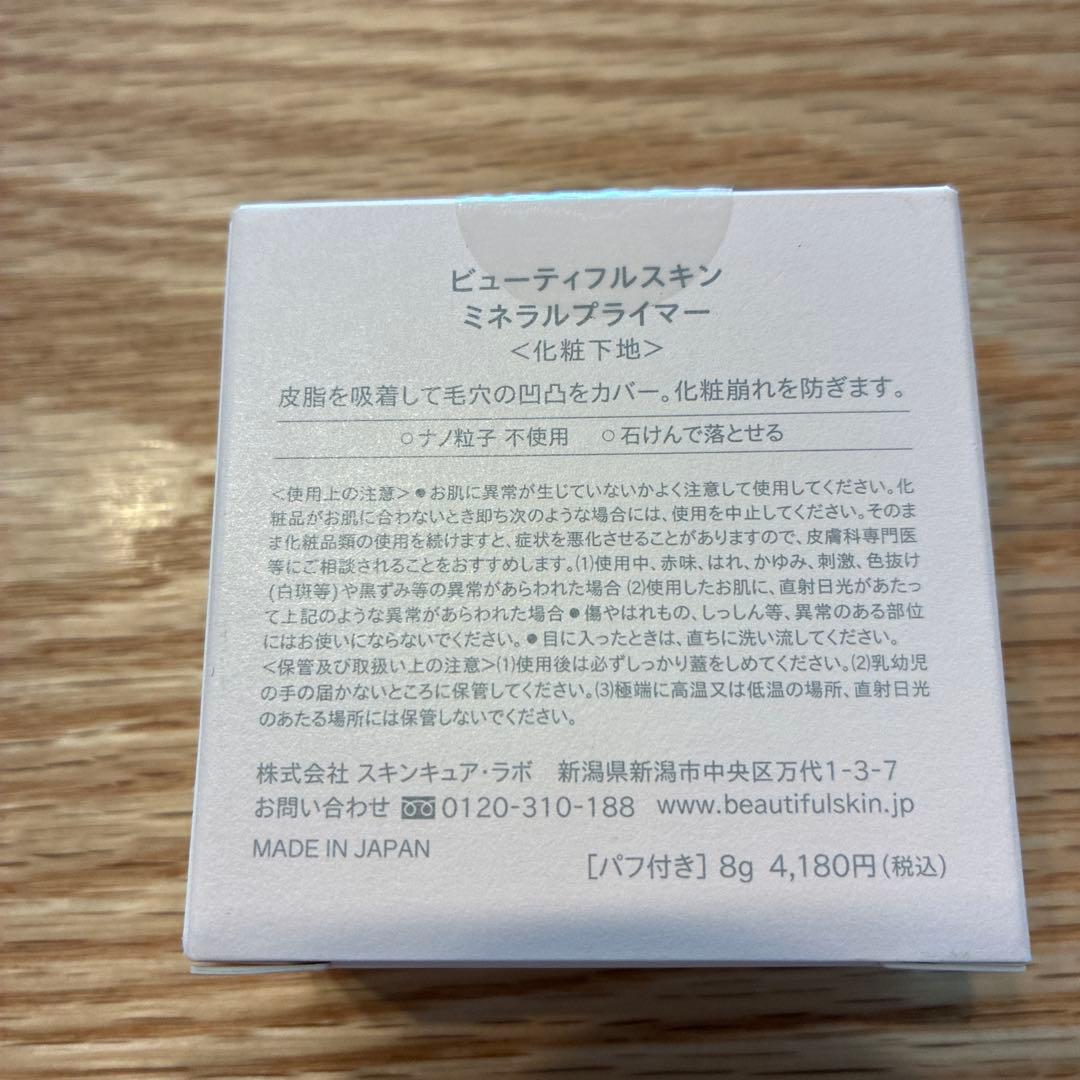 ビューティフルスキン
ミネラルプライマー
＜化粧下地＞
皮脂を吸着して毛穴の凹凸をカバー。化粧崩れを防ぎます。
○ナノ粒子 不使用　○石けんで落とせる
＜使用上の注意＞●お肌に異常が生じていないかよく注意して使用してください。化
粧品がお肌に合わないとき即ち次のような場合には、使用を中止してください。そのま
ま化粧品類の使用を続けますと、症状を悪化させることがありますので、皮膚科専門医
等にご相談されることをおすすめします。(1)使用中、赤味、はれ、かゆみ、刺激、色抜け
(白斑等)や黒ずみ等の異常があらわれた場合 (2)使用したお肌に、直射日光があたっ
て上記のような異常があらわれた場合●傷やはれもの、しっしん等、異常のある部位
にはお使いにならないでください。●目に入ったときは、直ちに洗い流してください。
＜保管及び取扱い上の注意＞(1)使用後は必ずしっかり蓋をしめてください。(2)乳幼児
の手の届かないところに保管してください。(3)極端に高温又は低温の場所、直射日光
のあたる場所には保管しないでください。
株式会社 スキンキュア・ラボ　新潟県新潟市中央区万代1-3-7
お問い合わせ 0120-310-188 www.beautifulskin.jp
MADE IN JAPAN
［パフ付き］8g 4,180円(税込)